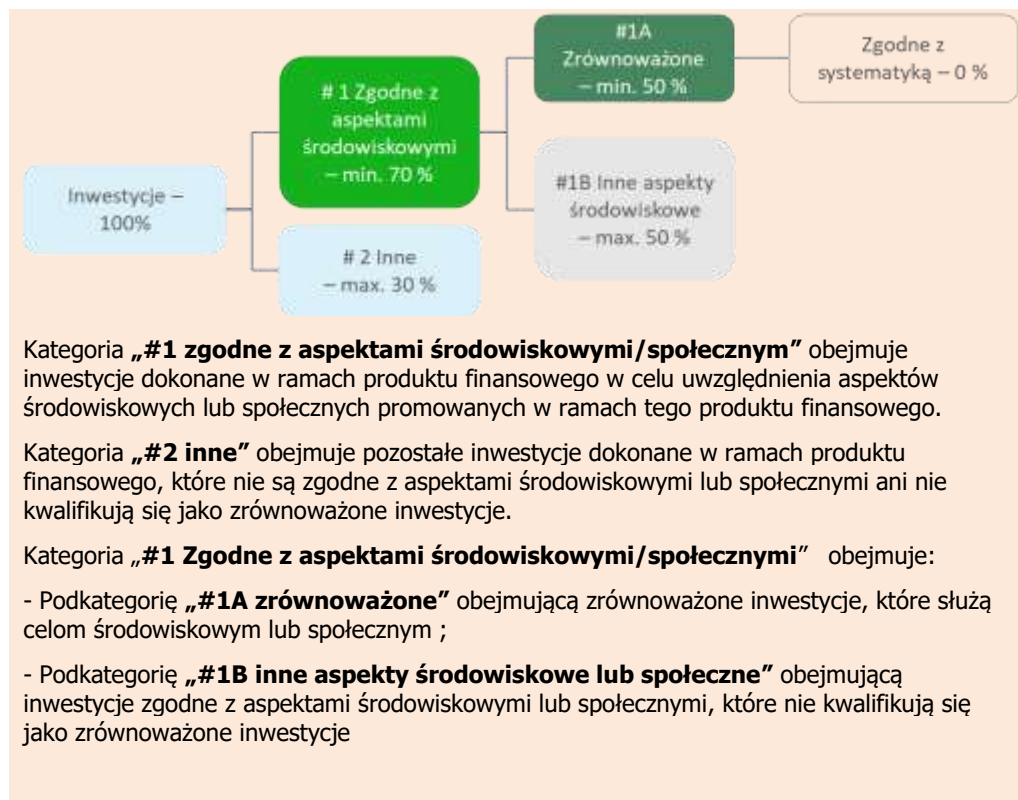 #1A
Zrównoważone
– min. 50 %
Zgodne z
systematyką – 0 %
# 1 Zgodne z
aspektami
środowiskowymi
– min. 70 %
Inwestycje –
100%
#1B Inne aspekty
środowiskowe
– max. 50 %
# 2 Inne
– max. 30 %
Kategoria „#1 zgodne z aspektami środowiskowymi/społecznym” obejmuje
inwestycje dokonane w ramach produktu finansowego w celu uwzględnienia aspektów
środowiskowych lub społecznych promowanych w ramach tego produktu finansowego.
Kategoria „#2 inne” obejmuje pozostałe inwestycje dokonane w ramach produktu
finansowego, które nie są zgodne z aspektami środowiskowymi lub społecznymi ani nie
kwalifikują się jako zrównoważone inwestycje.
Kategoria „#1 Zgodne z aspektami środowiskowymi/społecznymi” obejmuje:
- Podkategorię „#1A zrównoważone” obejmującą zrównoważone inwestycje, które służą
celom środowiskowym lub społecznym ;
- Podkategorię „#1B inne aspekty środowiskowe lub społeczne” obejmującą
inwestycje zgodne z aspektami środowiskowymi lub społecznymi, które nie kwalifikują się
jako zrównoważone inwestycje